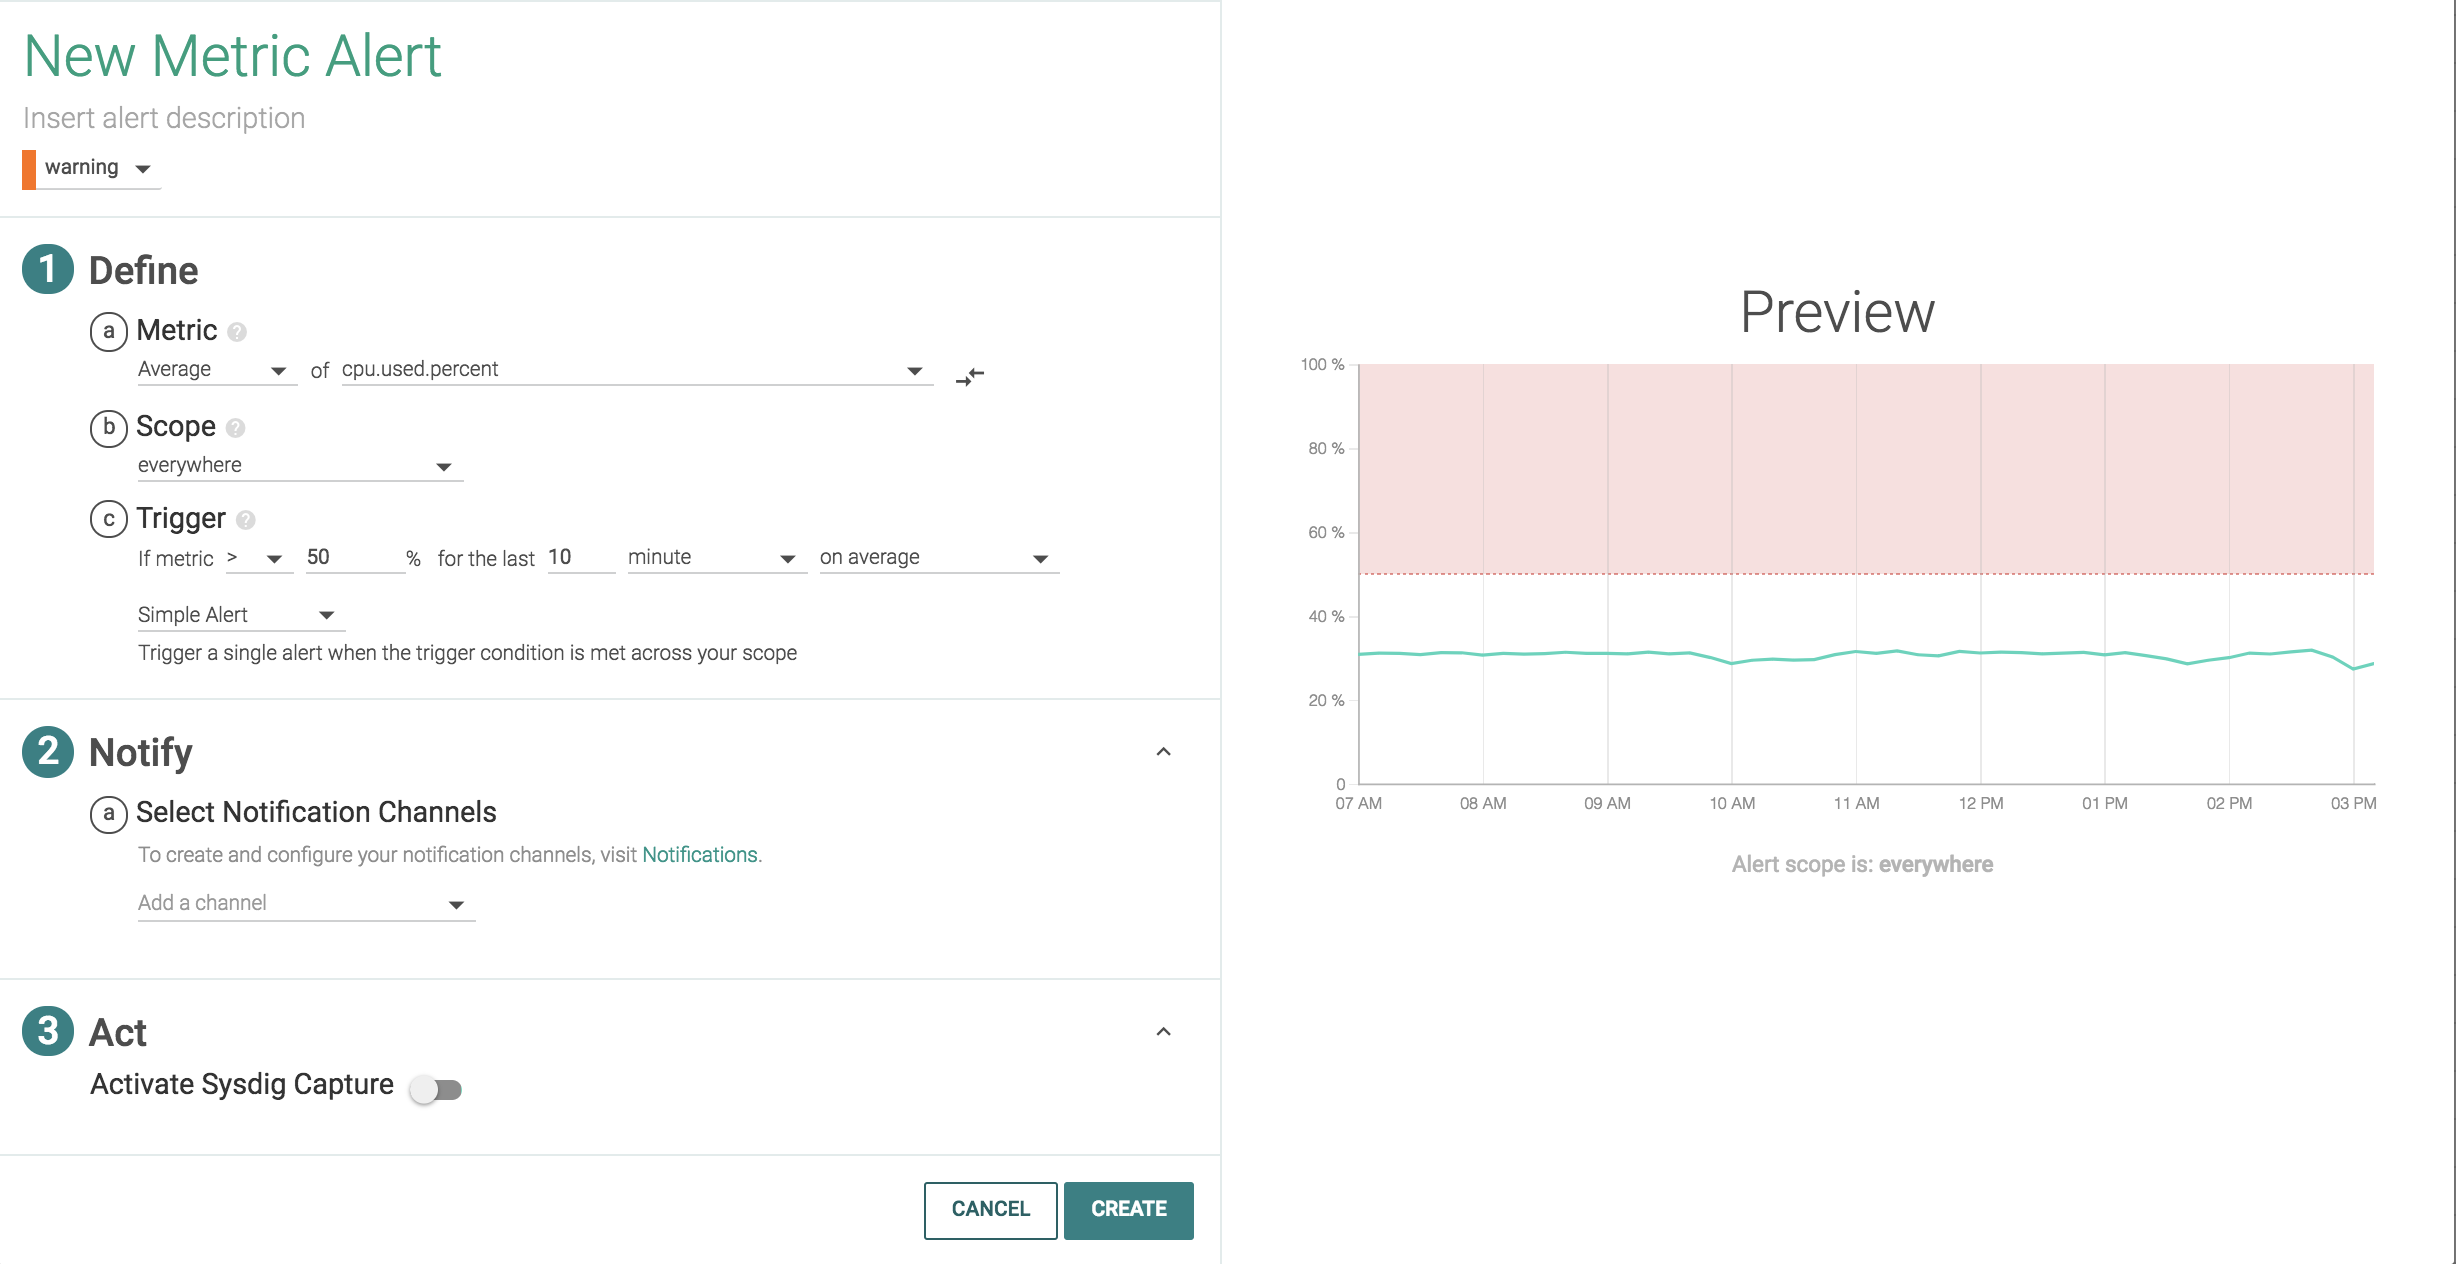 New Metric Alert
Insert alert description
warning
1 Define
a Metric ?
Average of cpu.used.percent
b Scope ?
everywhere
c Trigger ?
If metric > 50 % for the last 10 minute on average
Simple Alert
Trigger a single alert when the trigger condition is met across your scope
2 Notify
a Select Notification Channels
To create and configure your notification channels, visit Notifications.
Add a channel
3 Act
Activate Sysdig Capture
CANCEL CREATE
Preview
100 %
80 %
60 %
40 %
20 %
0
07 AM 08 AM 09 AM 10 AM 11 AM 12 PM 01 PM 02 PM 03 PM
Alert scope is: everywhere